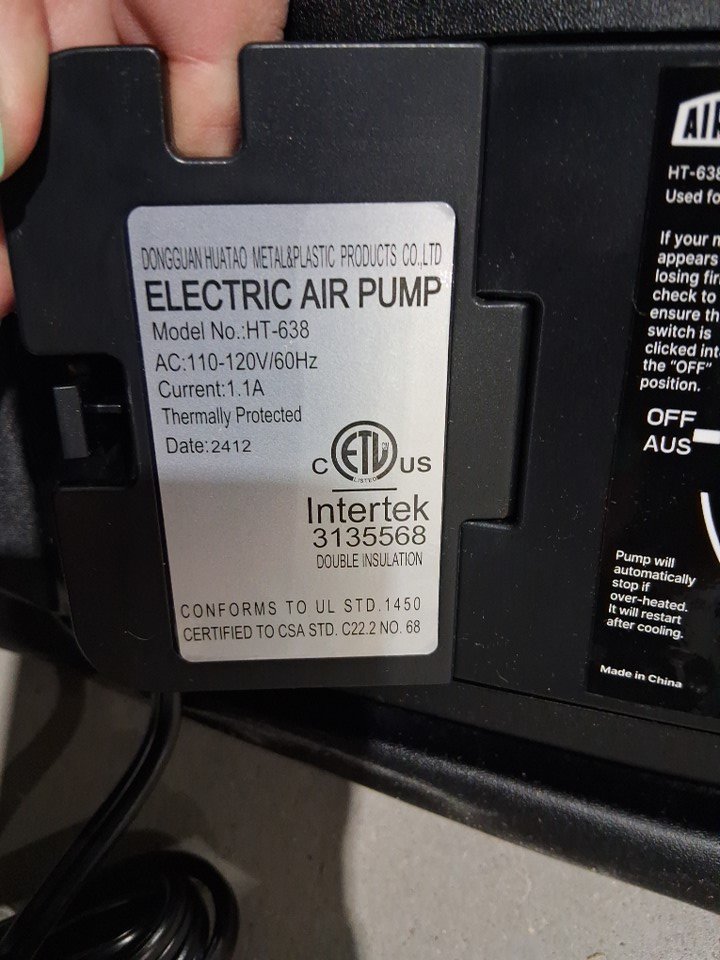 DONGGUAN HUATAO METAL&PLASTIC PRODUCTS CO.,LTD
ELECTRIC AIR PUMP
Model No.:HT-638
AC:110-120V/60Hz
Current:1.1A
Thermally Protected
Date:2412
C ETL US
LISTED
Intertek
3135568
DOUBLE INSULATION
CONFORMS TO UL STD.1450
CERTIFIED TO CSA STD. C22.2 NO. 68
HT-638
Used fo
If your m
appears
losing fir
check to
ensure th
switch is
clicked int
the “OFF”
position.
OFF
AUS
Pump will
automatically
stop if
over-heated.
It will restart
after cooling.
Made in China